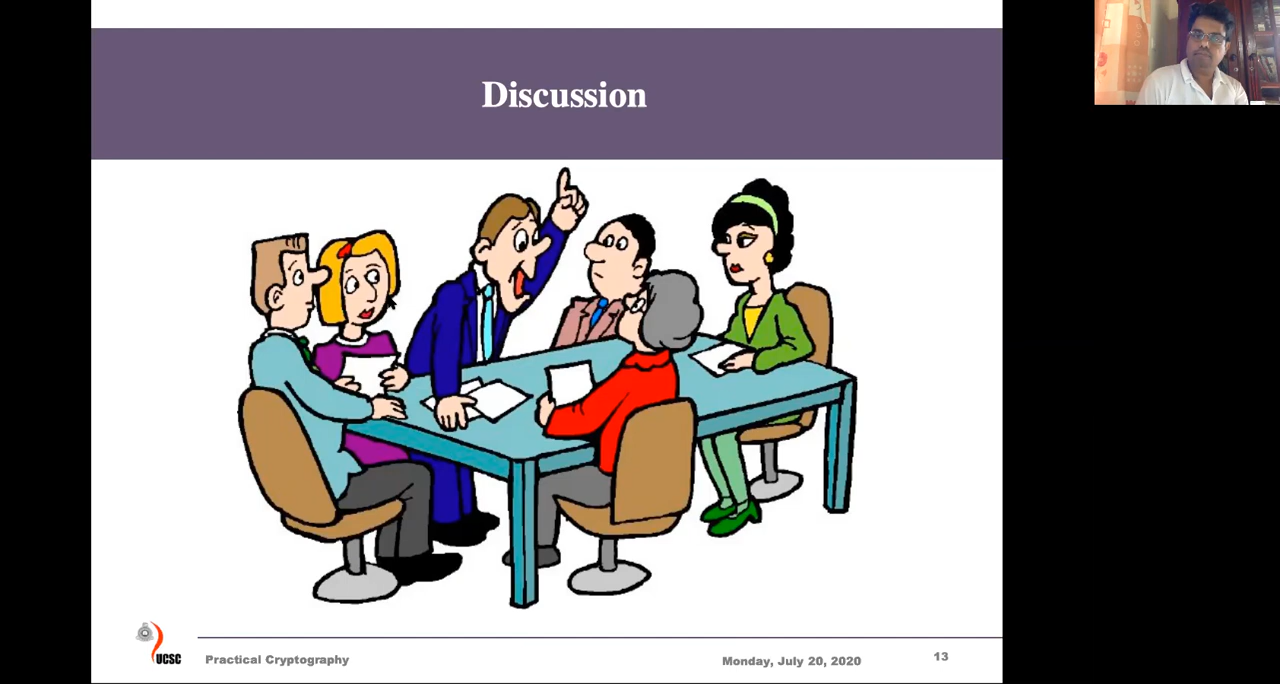 Discussion
UCSC
Practical Cryptography
Monday, July 20, 2020
13